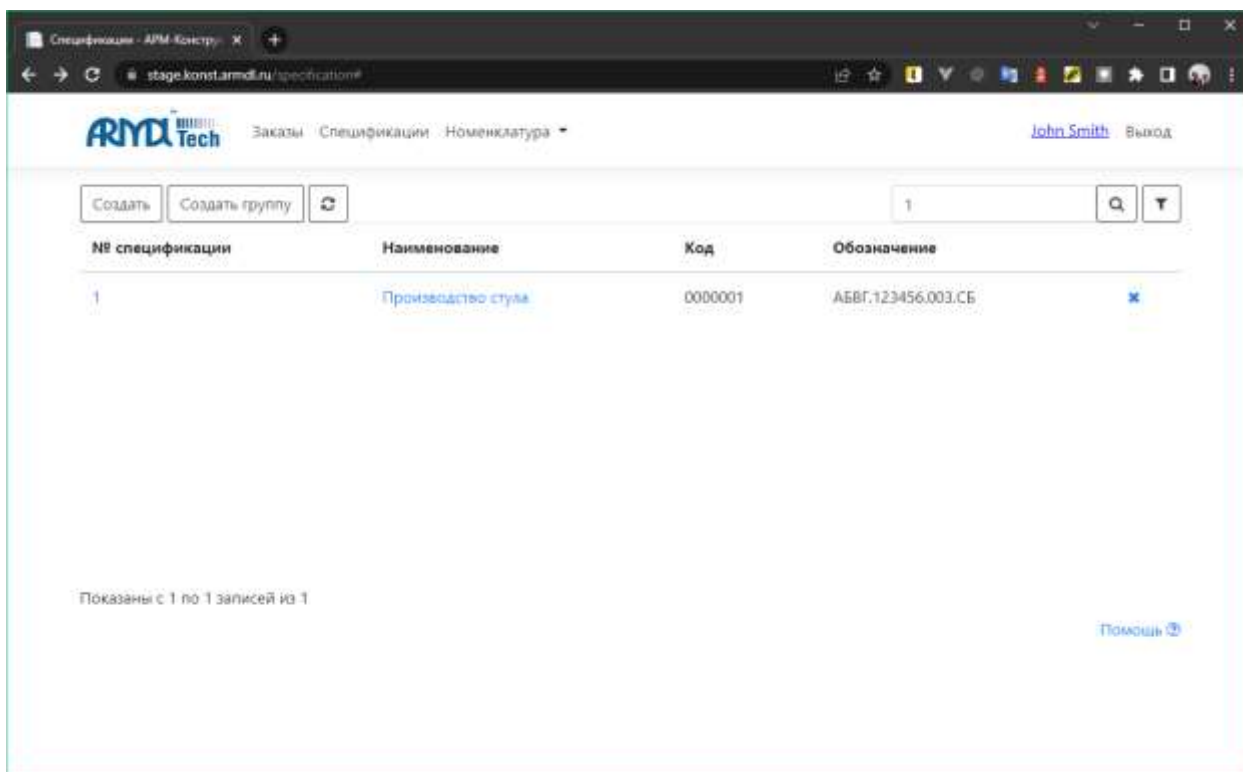 Спецификации - АРМ-Констру
stage.konst.armdl.ru/specification#
ARMDL Tech
Заказы Спецификации Номенклатура
John Smith Выход
Создать Создать группу 1
№ спецификации Наименование Код Обозначение
1 Производство стула 0000001 АБВГ.123456.003.СБ
Показаны с 1 по 1 записей из 1
Помощь